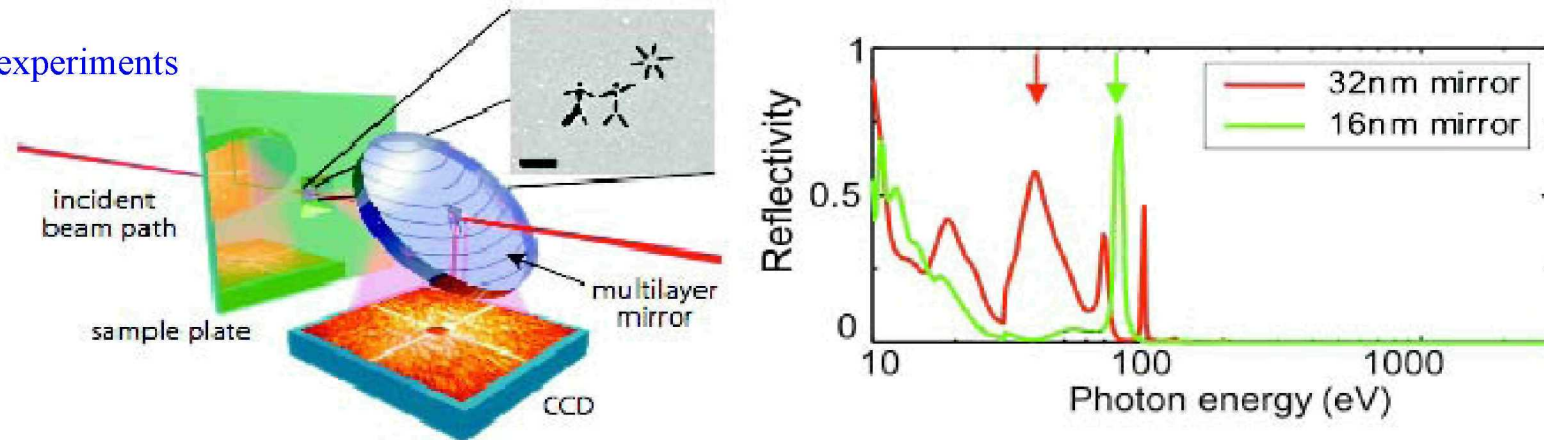 experiments
incident
beam path
sample plate
multilayer
mirror
CCD
1
0.5
0
Reflectivity
32nm mirror
16nm mirror
10
100
1000
Photon energy (eV)